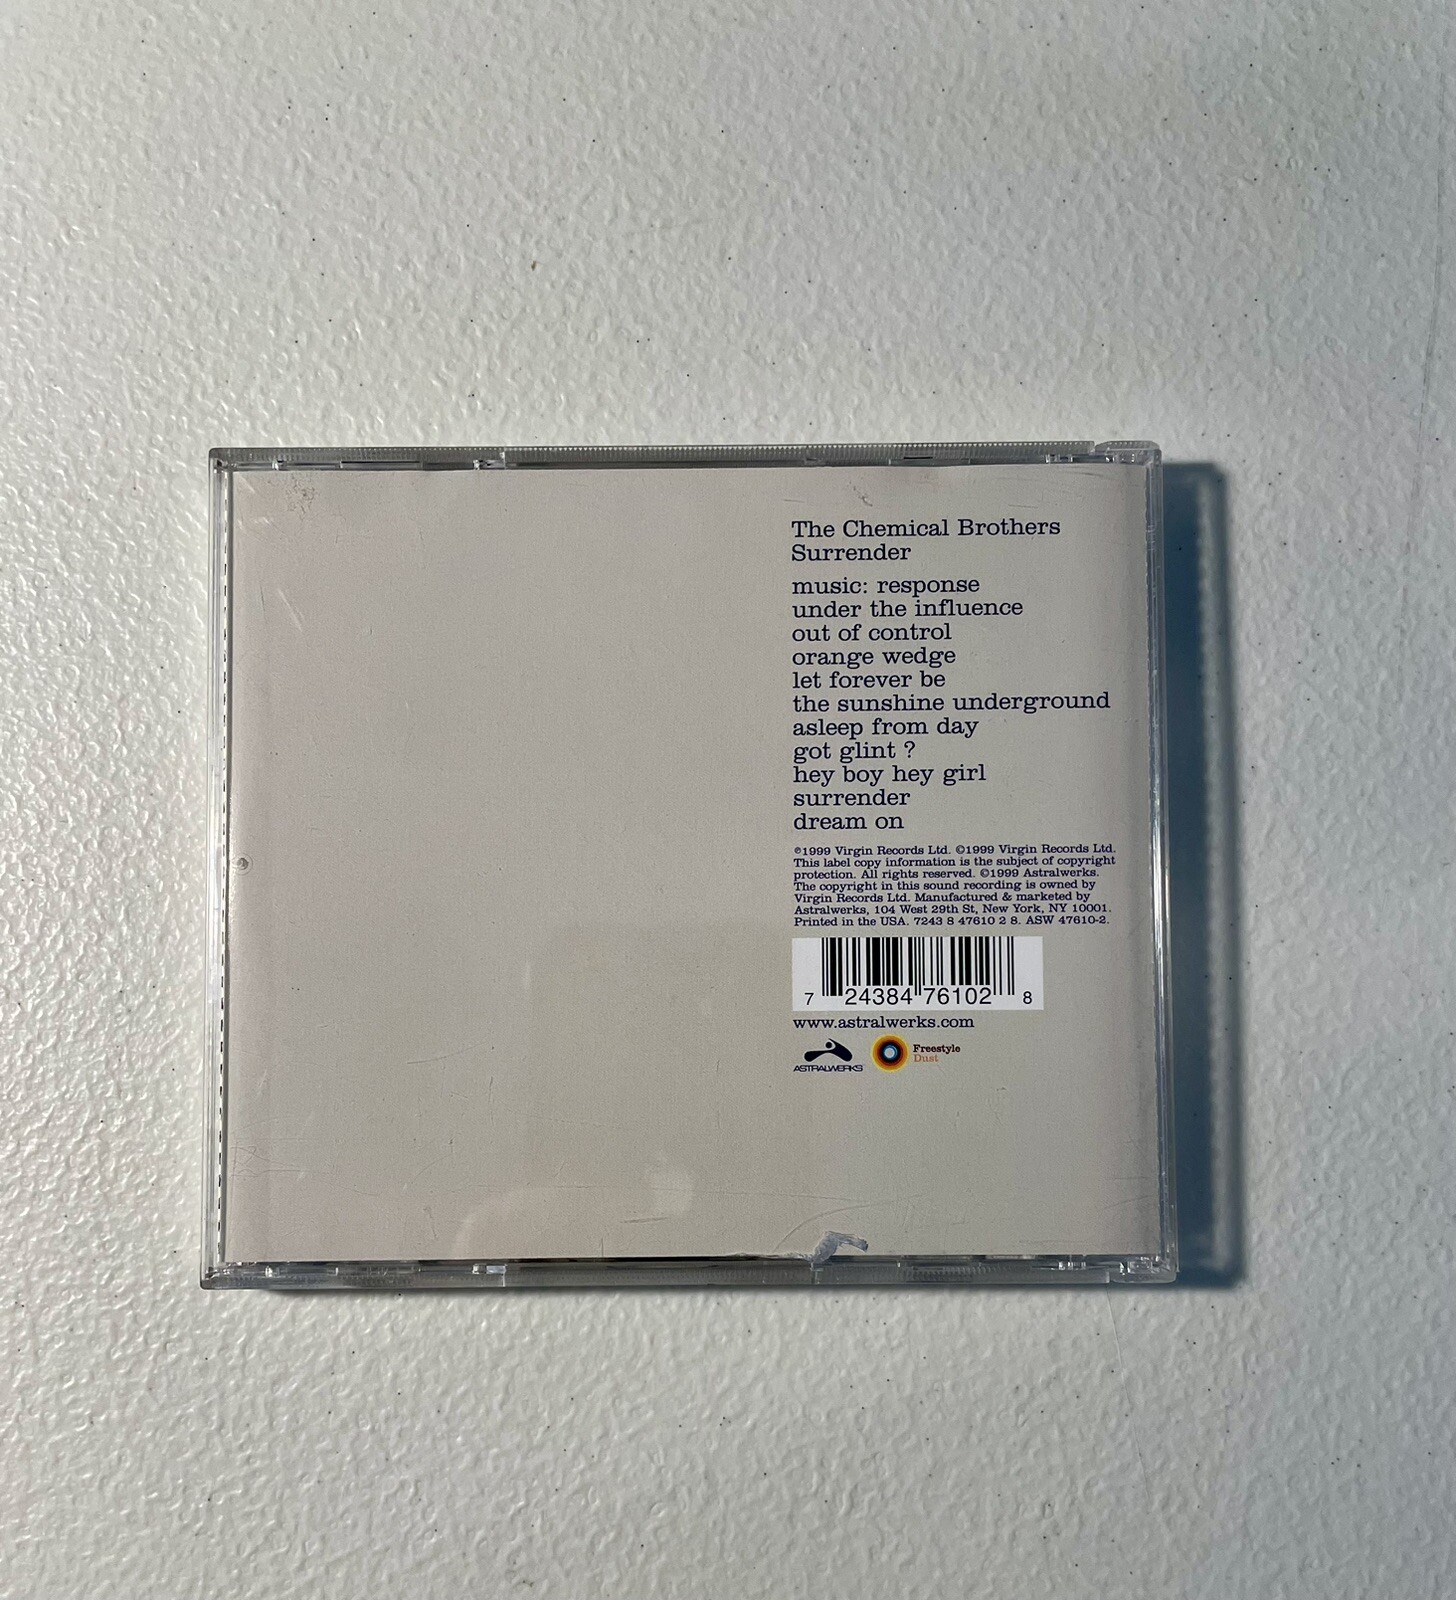 The Chemical Brothers
Surrender
music: response
under the influence
out of control
orange wedge
let forever be
the sunshine underground
asleep from day
got glint ?
hey boy hey girl
surrender
dream on
℗1999 Virgin Records Ltd. ©1999 Virgin Records Ltd.
This label copy information is the subject of copyright
protection. All rights reserved. ©1999 Astralwerks.
The copyright in this sound recording is owned by
Virgin Records Ltd. Manufactured & marketed by
Astralwerks, 104 West 29th St, New York, NY 10001.
Printed in the USA. 7243 8 47610 2 8. ASW 47610-2.
7 24384 76102 8
www.astralwerks.com
ASTRALWERKS
Freestyle
Dust